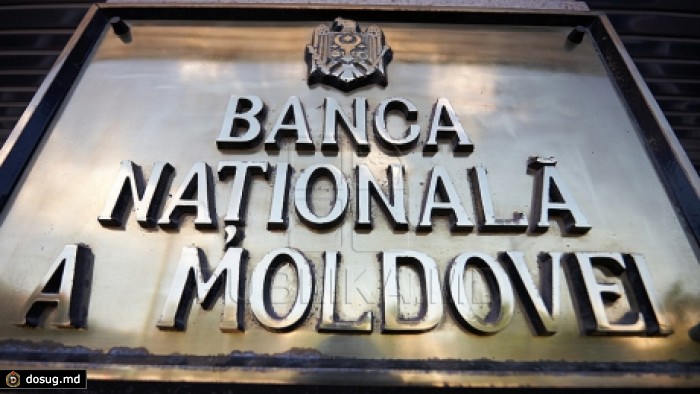 BANCA
NAȚIONALĂ
A MOLDOVEI
dosug.md